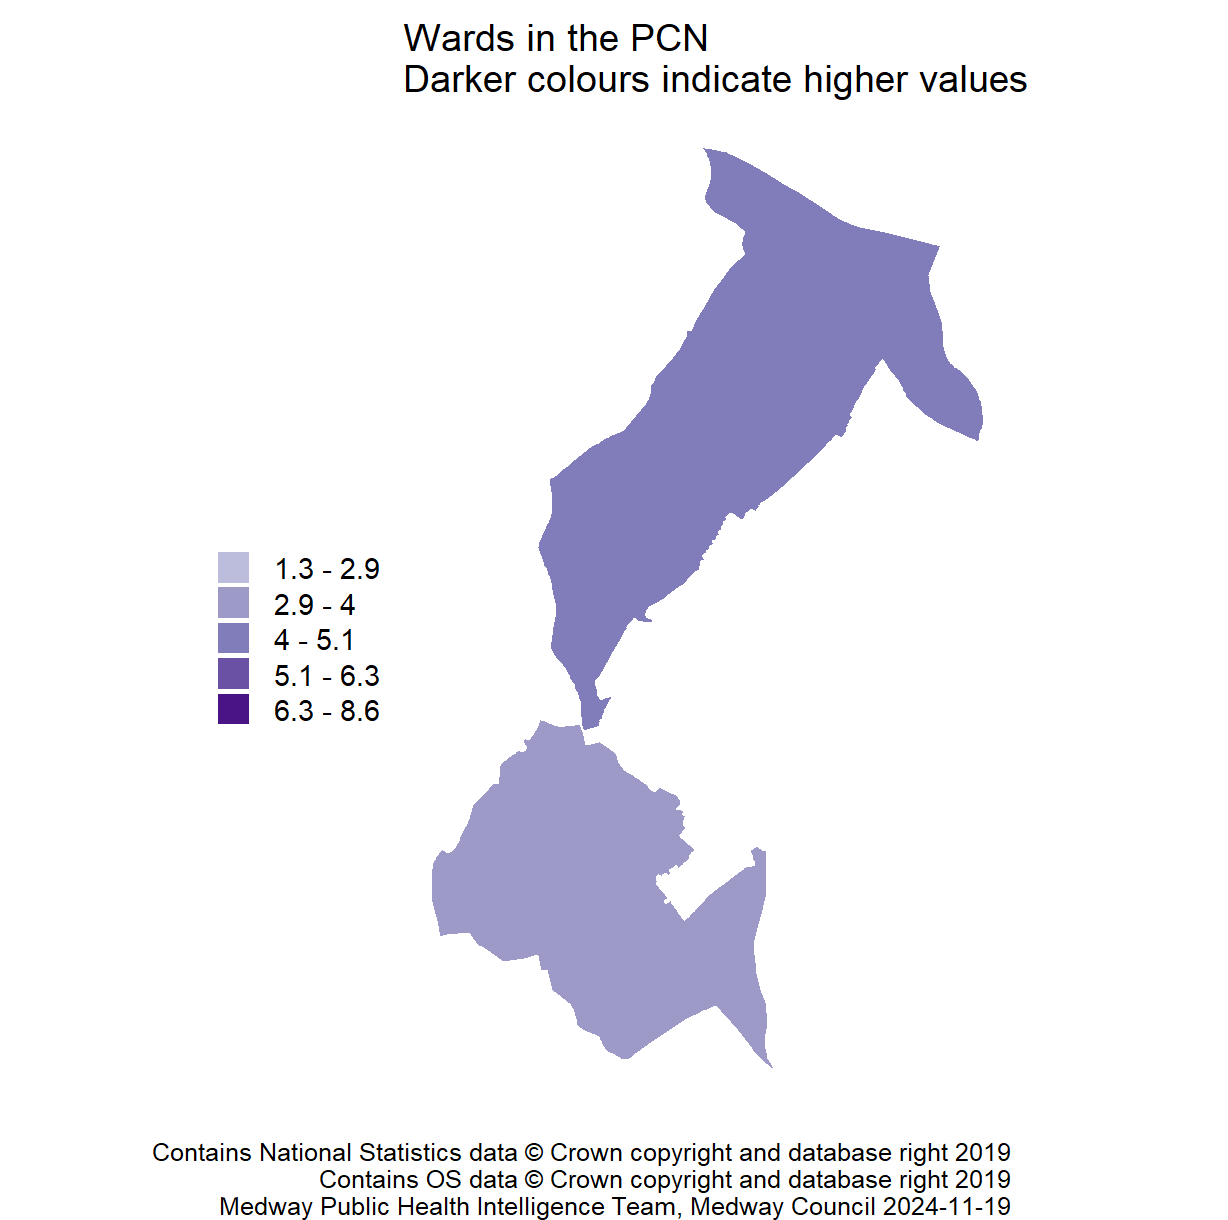 Wards in the PCN
Darker colours indicate higher values
1.3 - 2.9
2.9 - 4
4 - 5.1
5.1 - 6.3
6.3 - 8.6
Contains National Statistics data © Crown copyright and database right 2019
Contains OS data © Crown copyright and database right 2019
Medway Public Health Intelligence Team, Medway Council 2024-11-19